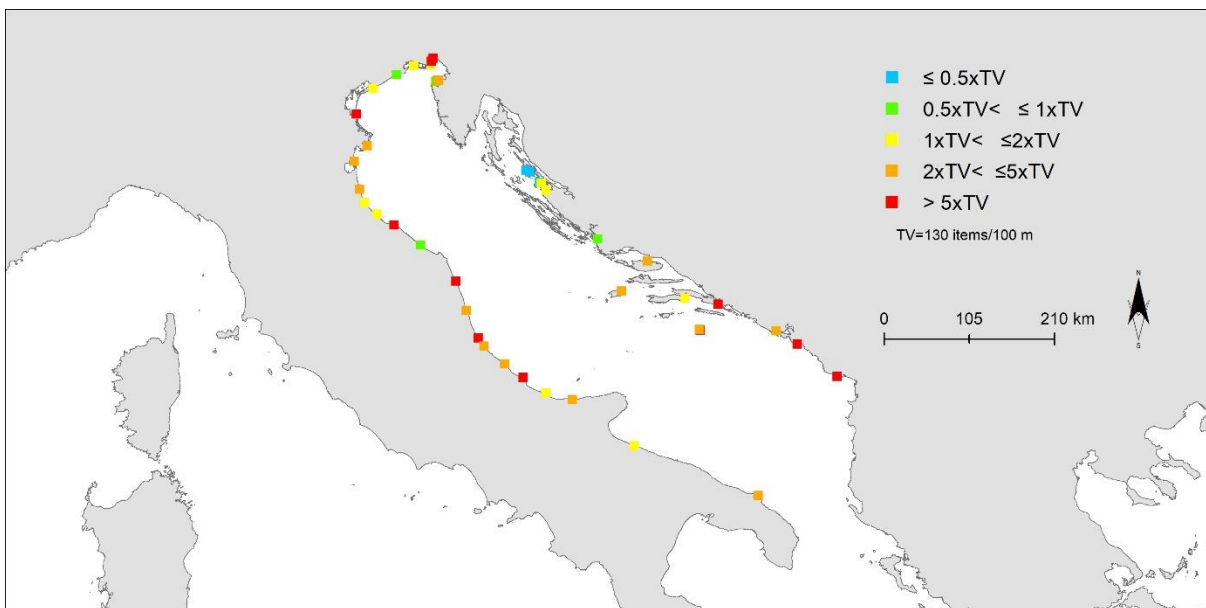 ≤ 0.5xTV
0.5xTV< ≤ 1xTV
1xTV< ≤2xTV
2xTV< ≤5xTV
> 5xTV
TV=130 items/100 m
N
S
0 105 210 km